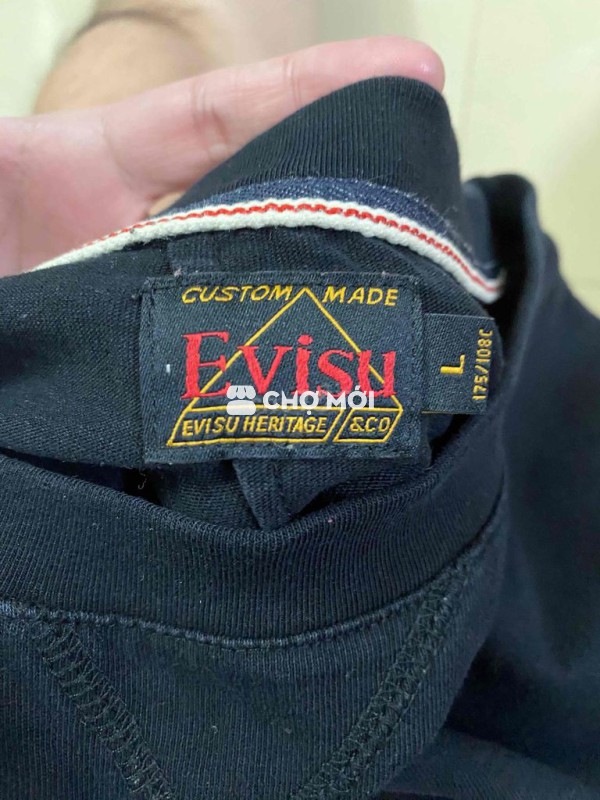 CUSTOM MADE
Evisu
CHỢ MỚI
EVISU HERITAGE &CO
L
175/108C